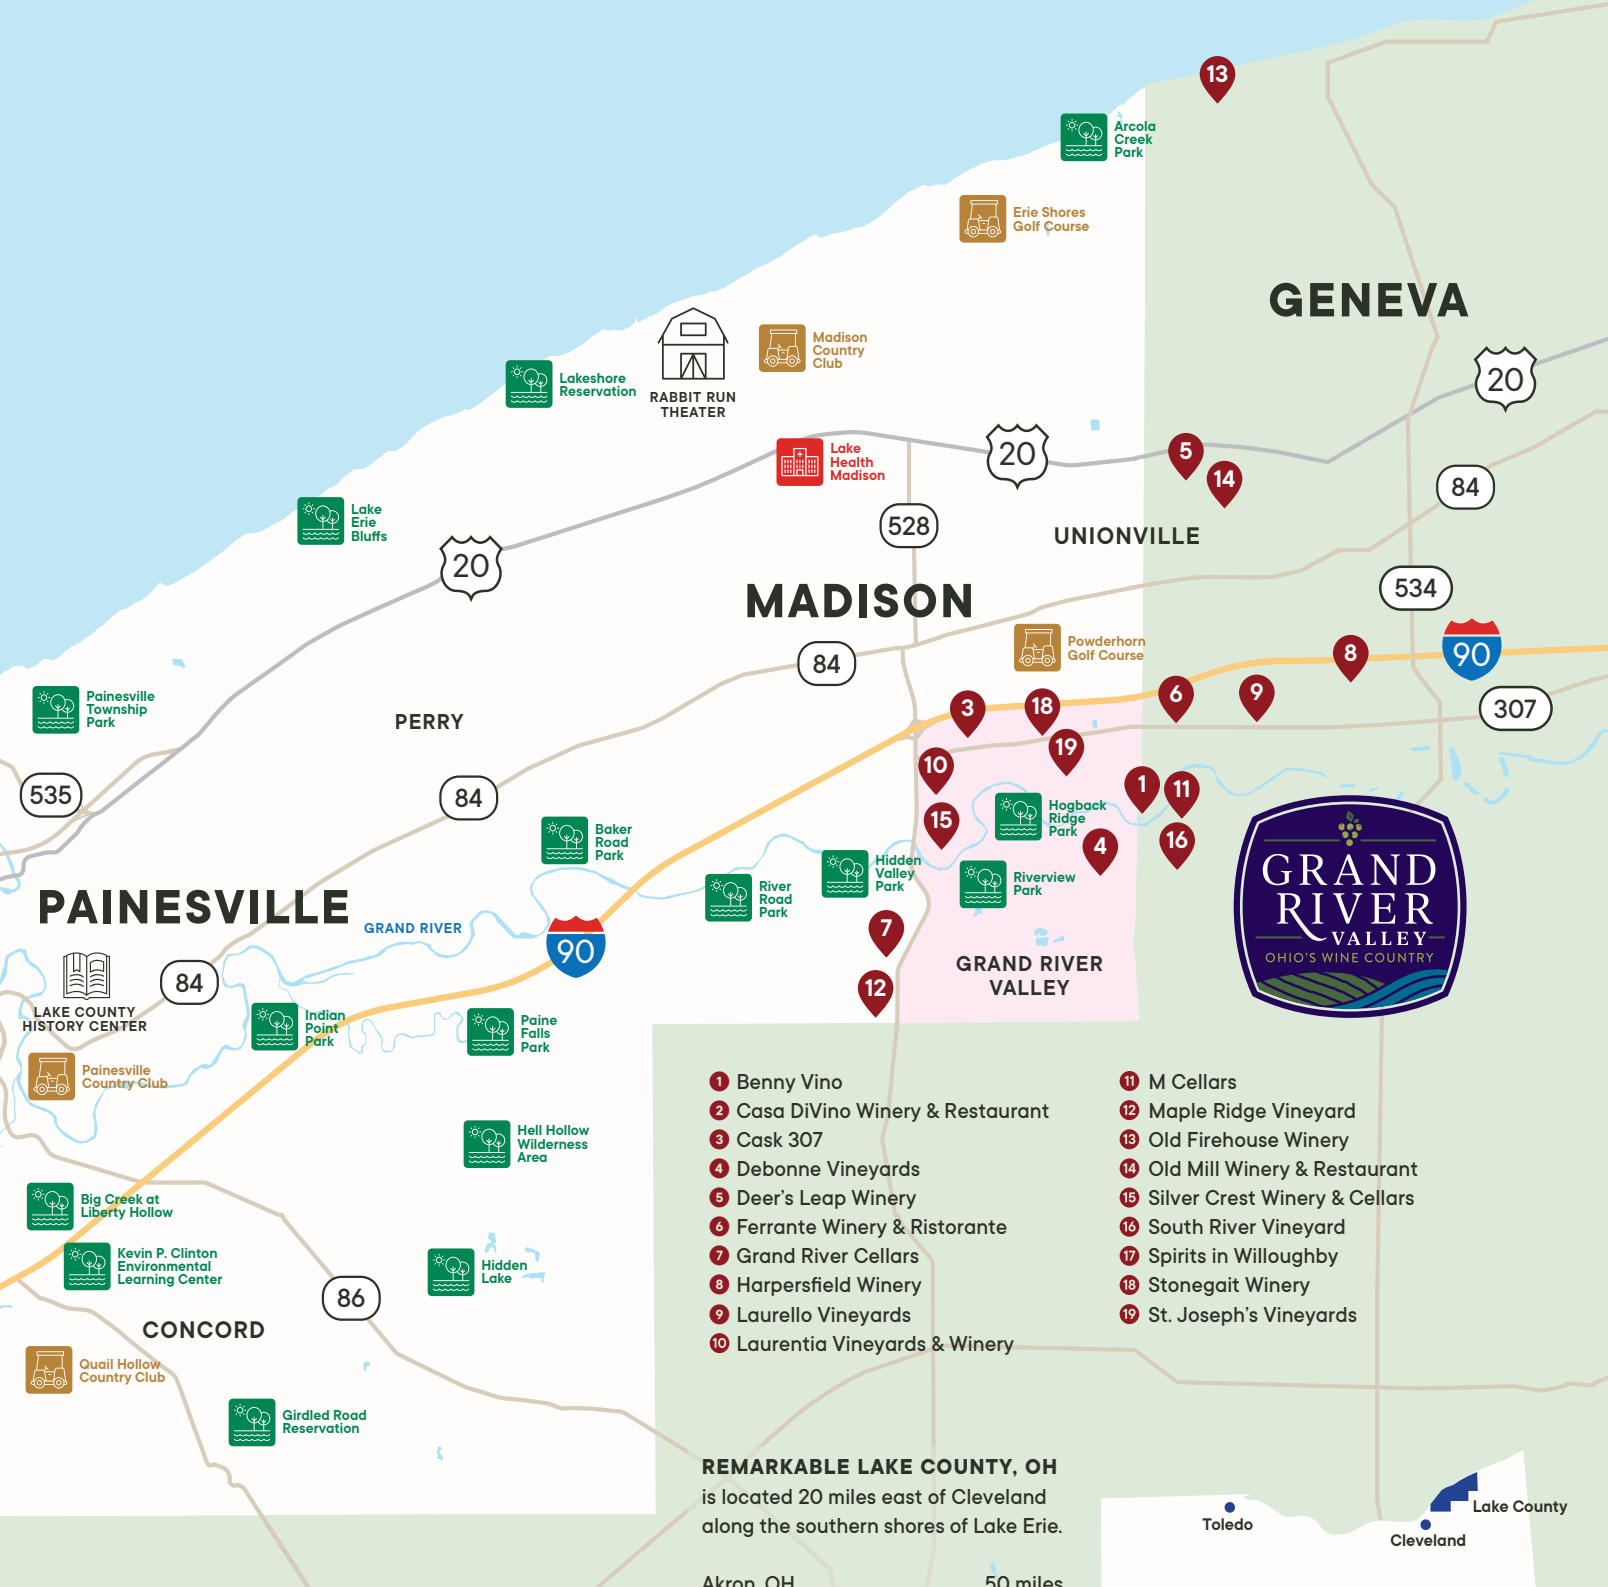 13
Arcola
Creek
Park
Erie Shores
Golf Course
GENEVA
Madison
Country
Club
RABBIT RUN
THEATER
Lakeshore
Reservation
20
Lake
Health
Madison
20
5
14
84
528
UNIONVILLE
Lake
Erie
Bluffs
20
MADISON
534
84
Powderhorn
Golf Course
8
90
Painesville
Township
Park
PERRY
3
18
6
9
307
19
10
535
84
1
11
15
Hogback
Ridge
Park
4
16
Baker
Road
Park
Hidden
Valley
Park
Riverview
Park
River
Road
Park
PAINESVILLE
GRAND RIVER
90
7
GRAND RIVER
VALLEY
12
GRAND
RIVER
VALLEY
OHIO'S WINE COUNTRY
84
LAKE COUNTY
HISTORY CENTER
Indian
Point
Park
Paine
Falls
Park
Painesville
Country Club
Hell Hollow
Wilderness
Area
Big Creek at
Liberty Hollow
Kevin P. Clinton
Environmental
Learning Center
Hidden
Lake
86
CONCORD
Quail Hollow
Country Club
Girdled Road
Reservation
1 Benny Vino
2 Casa DiVino Winery & Restaurant
3 Cask 307
4 Debonne Vineyards
5 Deer's Leap Winery
6 Ferrante Winery & Ristorante
7 Grand River Cellars
8 Harpersfield Winery
9 Laurello Vineyards
10 Laurentia Vineyards & Winery
11 M Cellars
12 Maple Ridge Vineyard
13 Old Firehouse Winery
14 Old Mill Winery & Restaurant
15 Silver Crest Winery & Cellars
16 South River Vineyard
17 Spirits in Willoughby
18 Stonegait Winery
19 St. Joseph's Vineyards
REMARKABLE LAKE COUNTY, OH
is located 20 miles east of Cleveland
along the southern shores of Lake Erie.
Akron, OH 50 miles
Toledo
Lake County
Cleveland